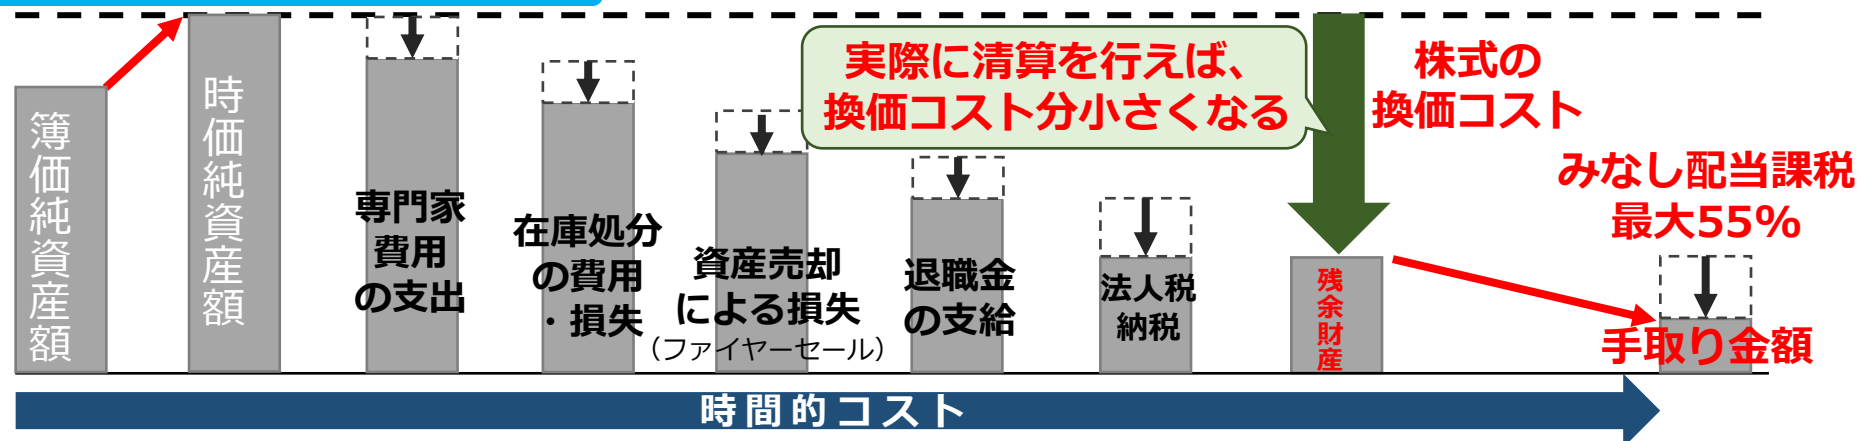 簿価純資産額
時価純資産額
専門家
費用
の支出
在庫処分
の費用
・損失
資産売却
による損失
（ファイヤーセール）
退職金
の支給
法人税
納税
実際に清算を行えば、
換価コスト分小さくなる
株式の
換価コスト
残余財産
みなし配当課税
最大55%
手取り金額
時間的コスト